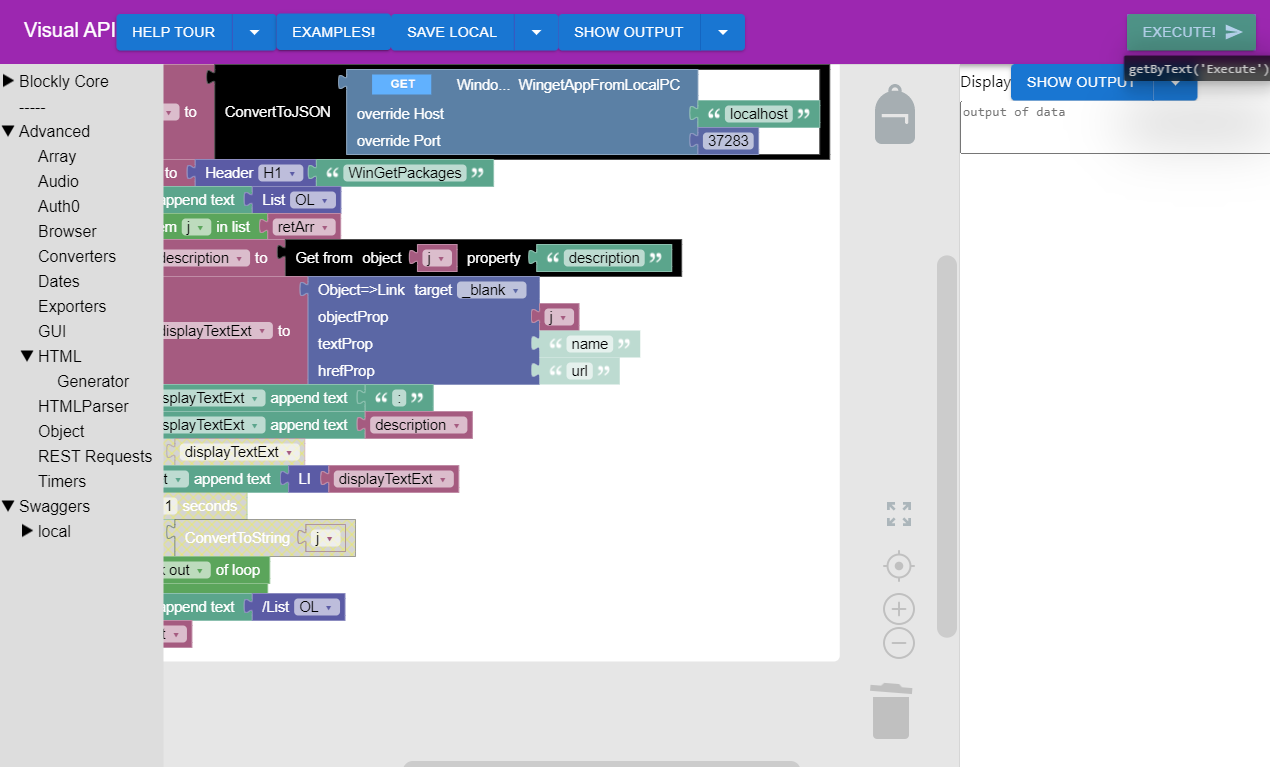 Visual API
HELP TOUR
EXAMPLES!
SAVE LOCAL
SHOW OUTPUT
EXECUTE!
getByText('Execute')
Blockly Core
-----
Advanced
Array
Audio
Auth0
Browser
Converters
Dates
Exporters
GUI
HTML
Generator
HTMLParser
Object
REST Requests
Timers
Swaggers
local
to ConvertToJSON
GET Windo... WingetAppFromLocalPC
override Host “ localhost ”
override Port 37283
to Header H1 “ WinGetPackages ”
append text List OL
j in list retArr
description to Get from object j property “ description ”
displayTextExt to
Object=>Link target _blank
objectProp j
textProp “ name ”
hrefProp “ url ”
append text “ : ”
append text description
displayTextExt
append text LI displayTextExt
1 seconds
ConvertToString j
out of loop
append text /List OL
Display SHOW OUTPUT
output of data